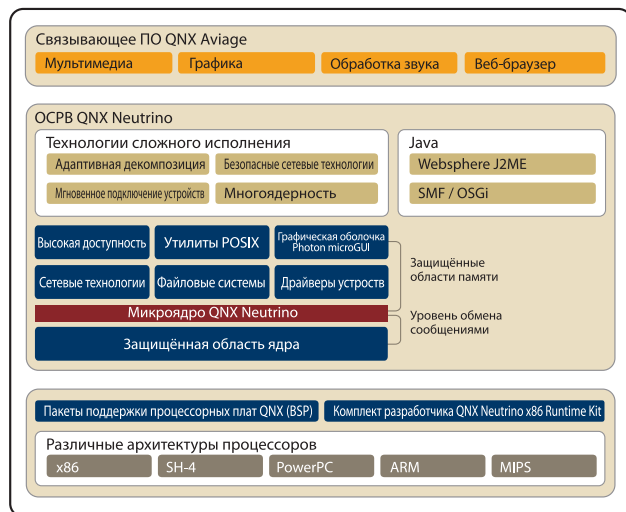 Связывающее ПО QNX Aviage
Мультимедиа
Графика
Обработка звука
Веб-браузер
ОСРВ QNX Neutrino
Технологии сложного исполнения
Адаптивная декомпозиция
Безопасные сетевые технологии
Мгновенное подключение устройств
Многоядерность
Java
Websphere J2ME
SMF / OSGi
Высокая доступность
Утилиты POSIX
Графическая оболочка
Photon microGUI
Сетевые технологии
Файловые системы
Драйверы устроств
Защищённые
области памяти
Микроядро QNX Neutrino
Уровень обмена
сообщениями
Защищённая область ядра
Пакеты поддержки процессорных плат QNX (BSP)
Комплект разработчика QNX Neutrino x86 Runtime Kit
Различные архитектуры процессоров
x86
SH-4
PowerPC
ARM
MIPS